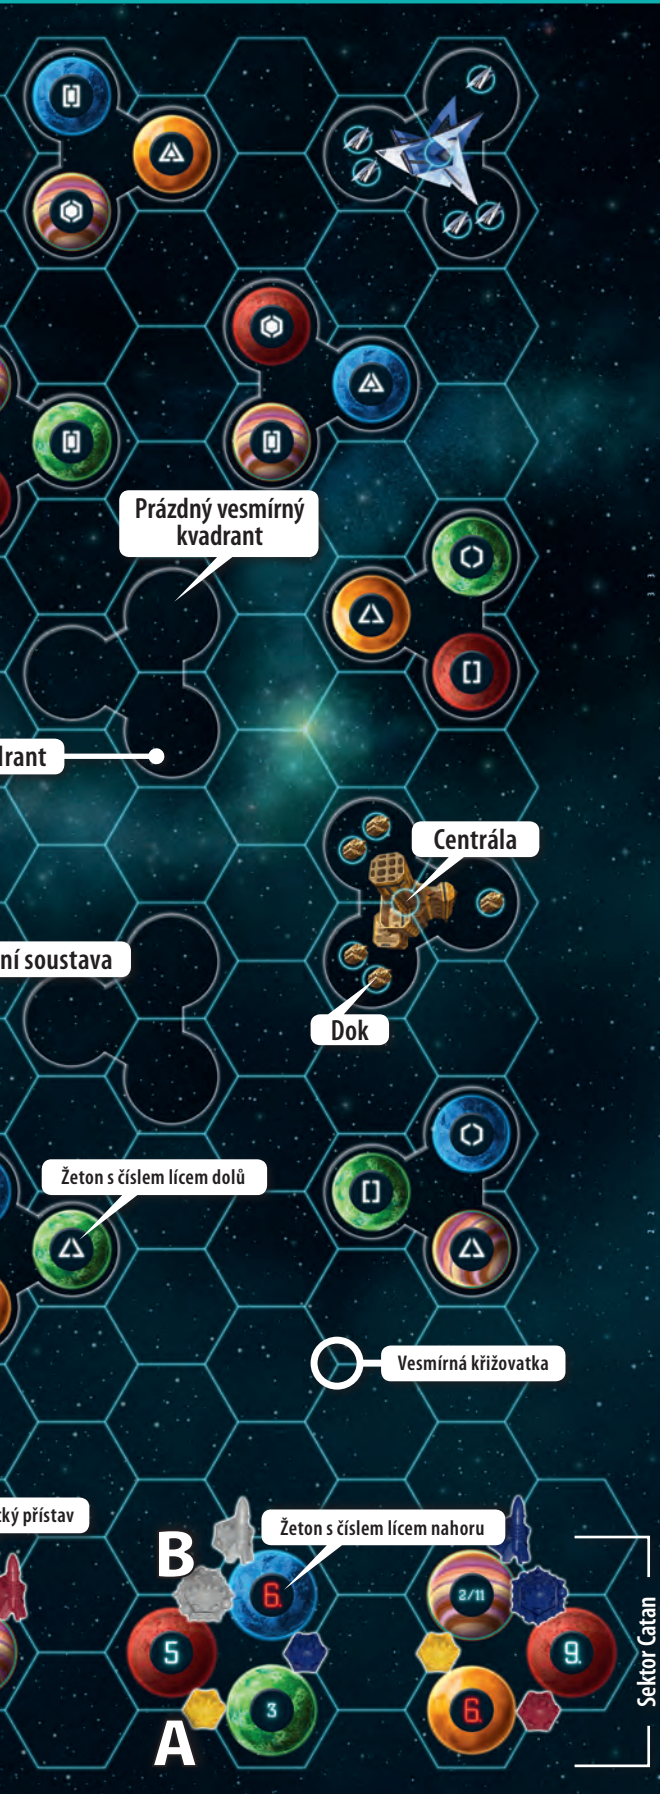 Prázdný vesmírný
kvadrant
drant
Centrála
ní soustava
Dok
Žeton s číslem lícem dolů
Vesmírná křižovatka
ký přístav
B
Žeton s číslem lícem nahoru
6.
2/11
5
9.
3
6.
A
Sektor Catan